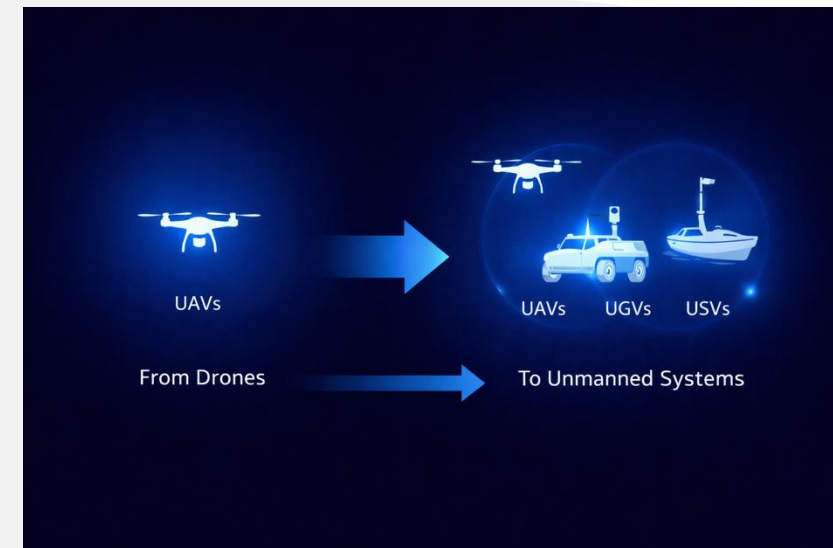 UAVs
UAVs UGVs USVs
From Drones
To Unmanned Systems